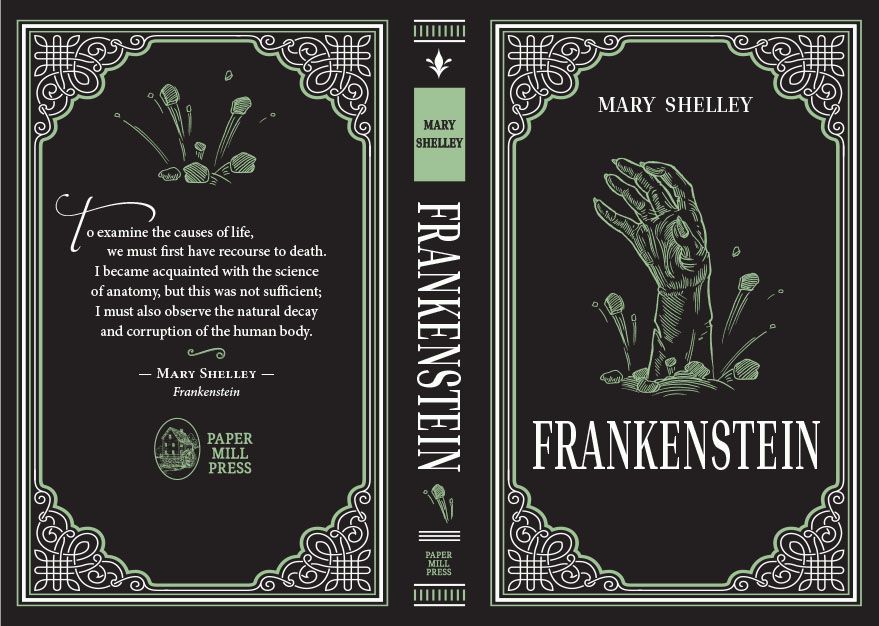 To examine the causes of life,
we must first have recourse to death.
I became acquainted with the science
of anatomy, but this was not sufficient;
I must also observe the natural decay
and corruption of the human body.
— Mary Shelley —
Frankenstein
PAPER
MILL
PRESS
MARY
SHELLEY
FRANKENSTEIN
PAPER
MILL
PRESS
MARY SHELLEY
FRANKENSTEIN